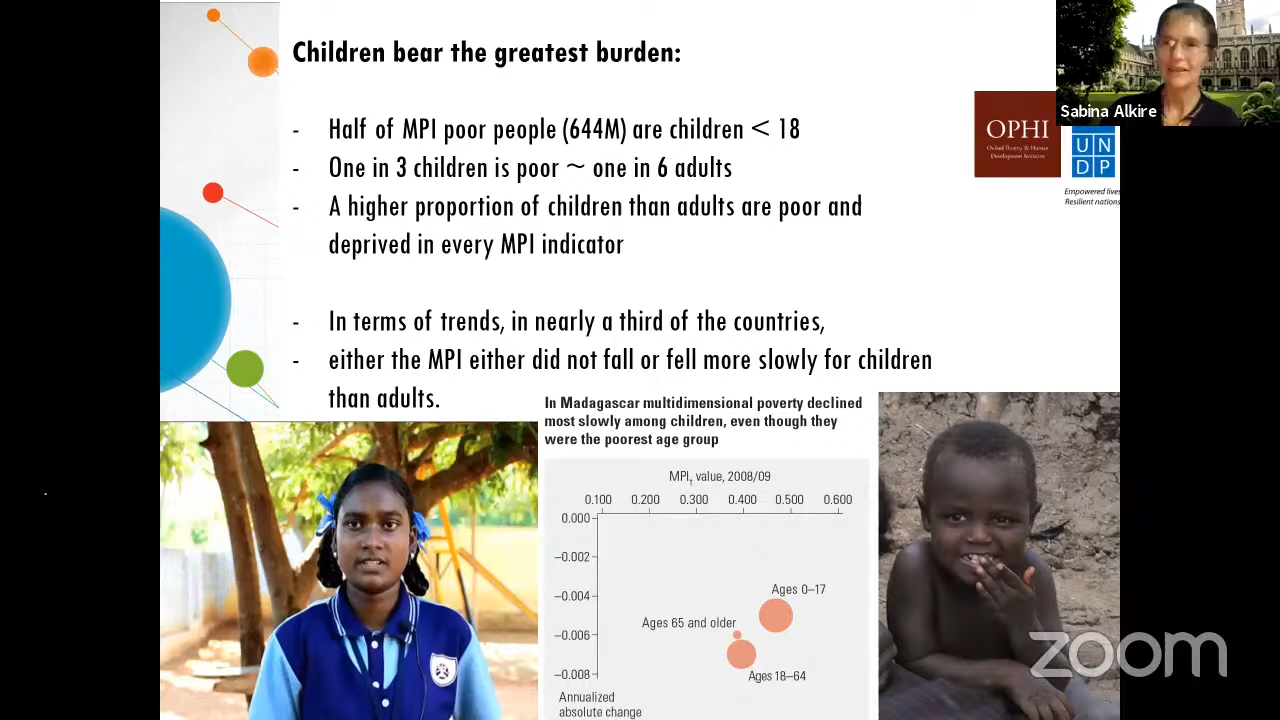 Children bear the greatest burden:
- Half of MPI poor people (644M) are children < 18
- One in 3 children is poor ~ one in 6 adults
- A higher proportion of children than adults are poor and
deprived in every MPI indicator
- In terms of trends, in nearly a third of the countries,
- either the MPI either did not fall or fell more slowly for children
than adults.
Sabina Alkire
OPHI
Oxford Poverty & Human
Development Initiative
UN
DP
Empowered lives
Resilient nations
In Madagascar multidimensional poverty declined
most slowly among children, even though they
were the poorest age group
MPIT value, 2008/09
0.100 0.200 0.300 0.400 0.500 0.600
0.000
–0.002
–0.004
–0.006
–0.008
Ages 0–17
Ages 65 and older
Ages 18–64
Annualized
absolute change
zoom